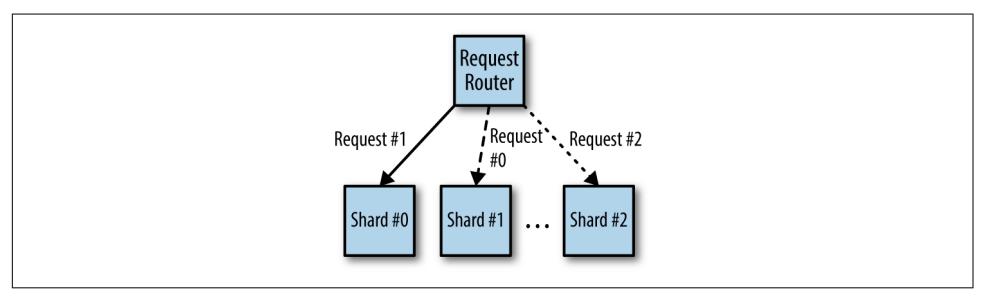 Request
Router
Request #1
Request
#0
Request #2
Shard #0
Shard #1
...
Shard #2